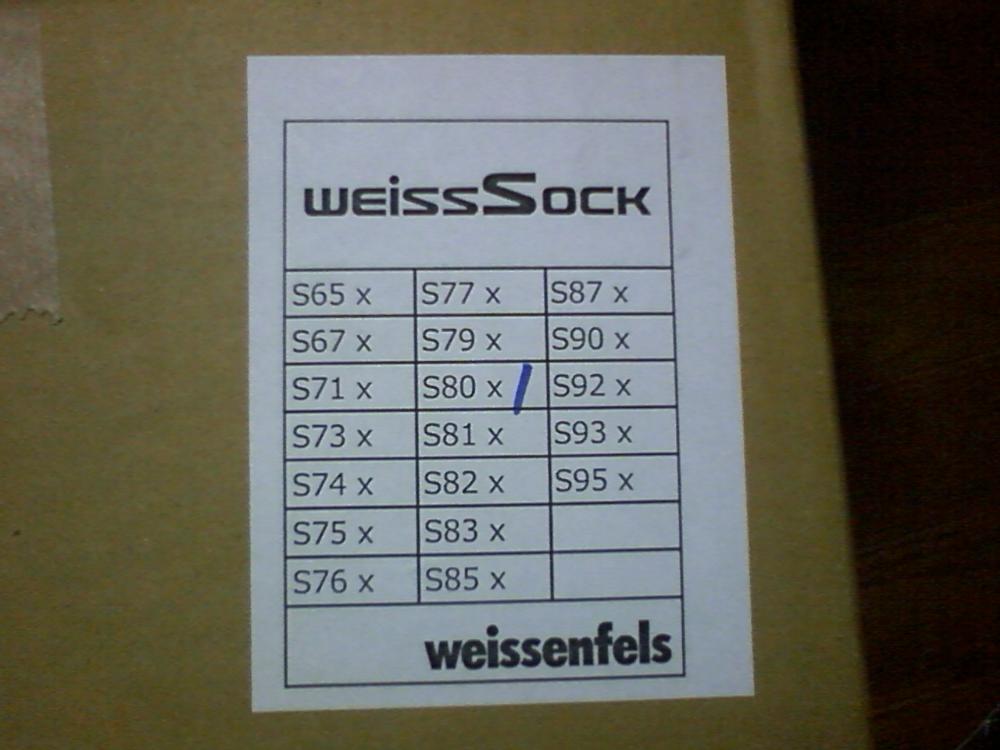 weissSock
S65 x S77 x S87 x
S67 x S79 x S90 x
S71 x S80 x / S92 x
S73 x S81 x S93 x
S74 x S82 x S95 x
S75 x S83 x
S76 x S85 x
weissenfels